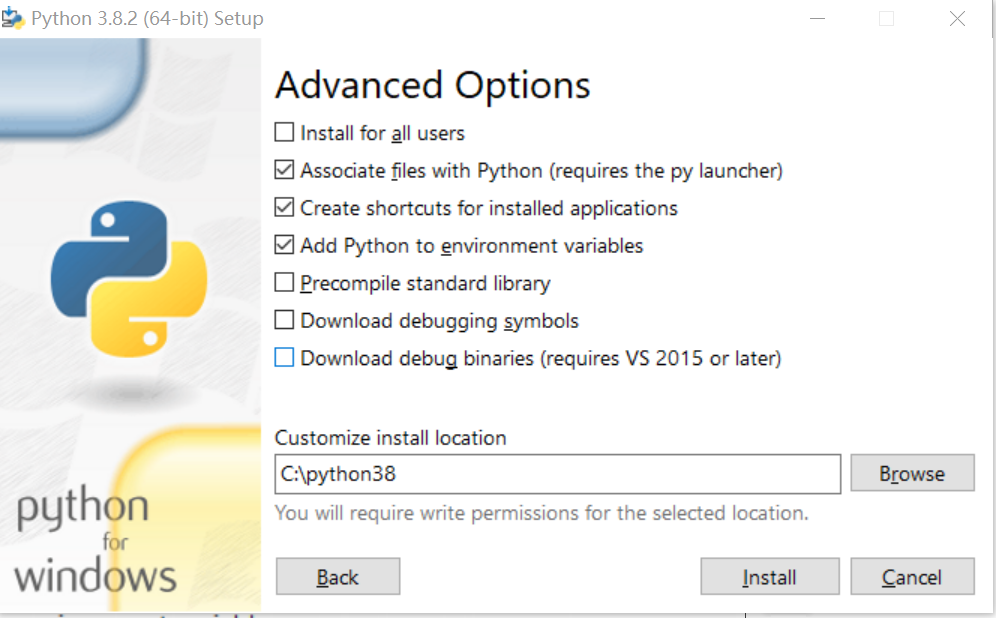 Python 3.8.2 (64-bit) Setup
Advanced Options
Install for all users
Associate files with Python (requires the py launcher)
Create shortcuts for installed applications
Add Python to environment variables
Precompile standard library
Download debugging symbols
Download debug binaries (requires VS 2015 or later)
Customize install location
C:\python38
Browse
You will require write permissions for the selected location.
python
for
windows
Back
Install
Cancel